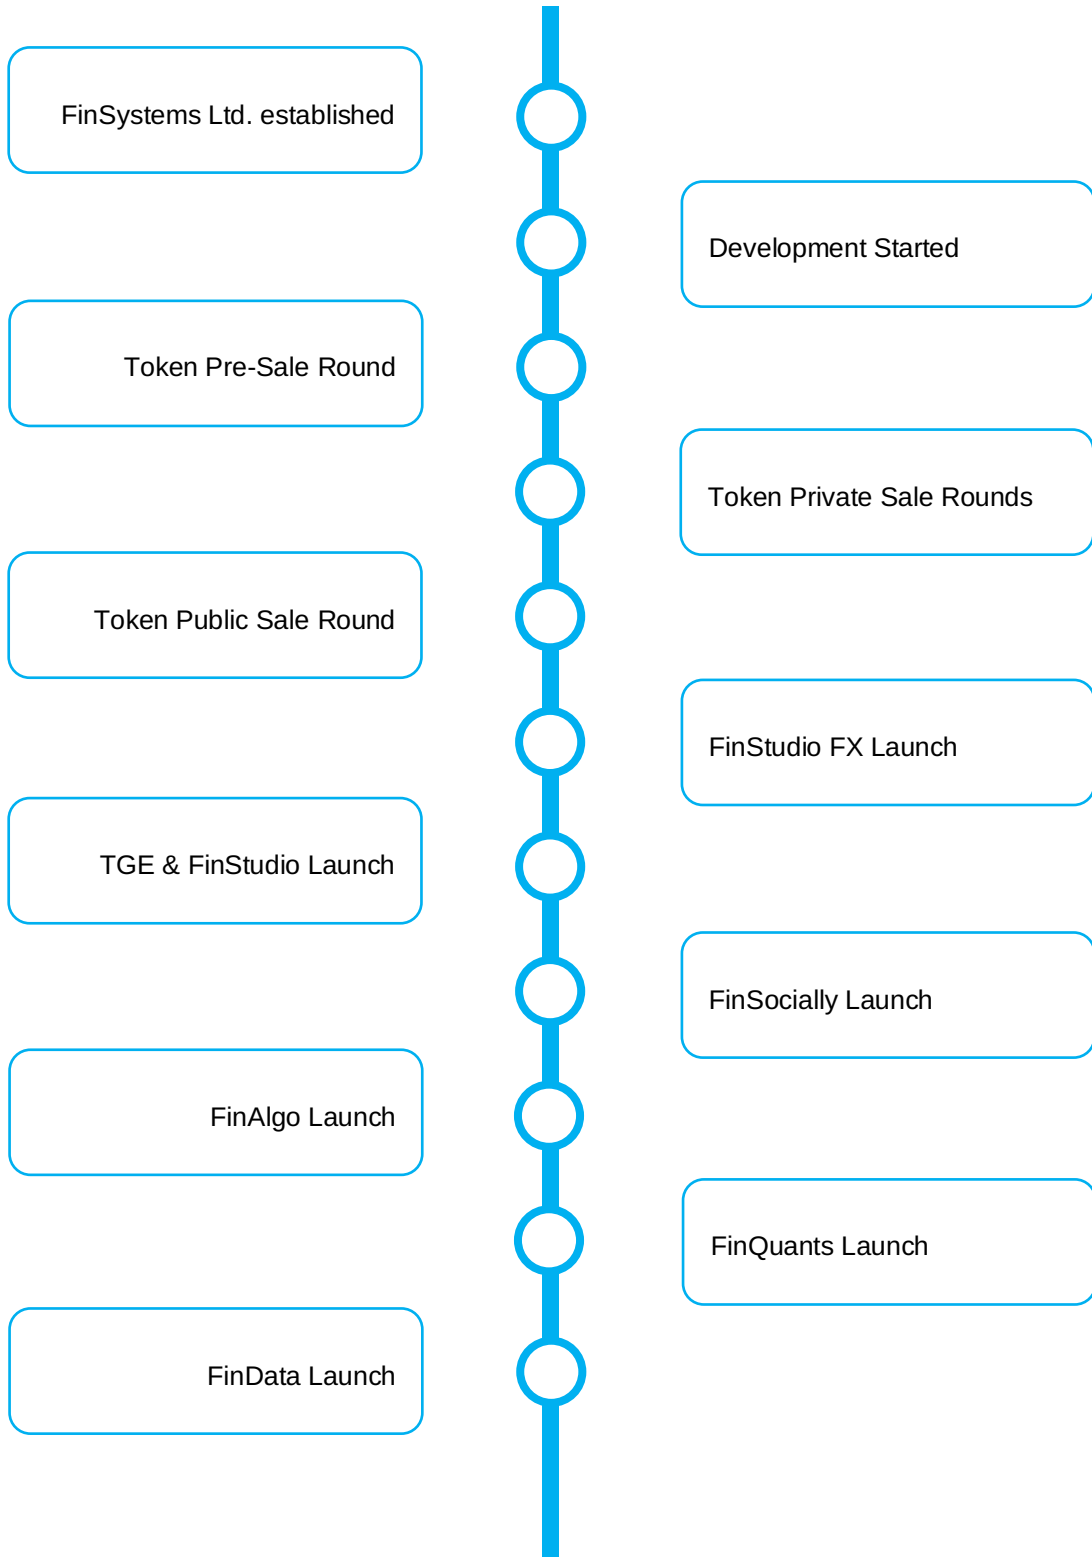 FinSystems Ltd. established
Development Started
Token Pre-Sale Round
Token Private Sale Rounds
Token Public Sale Round
FinStudio FX Launch
TGE & FinStudio Launch
FinSocially Launch
FinAlgo Launch
FinQuants Launch
FinData Launch